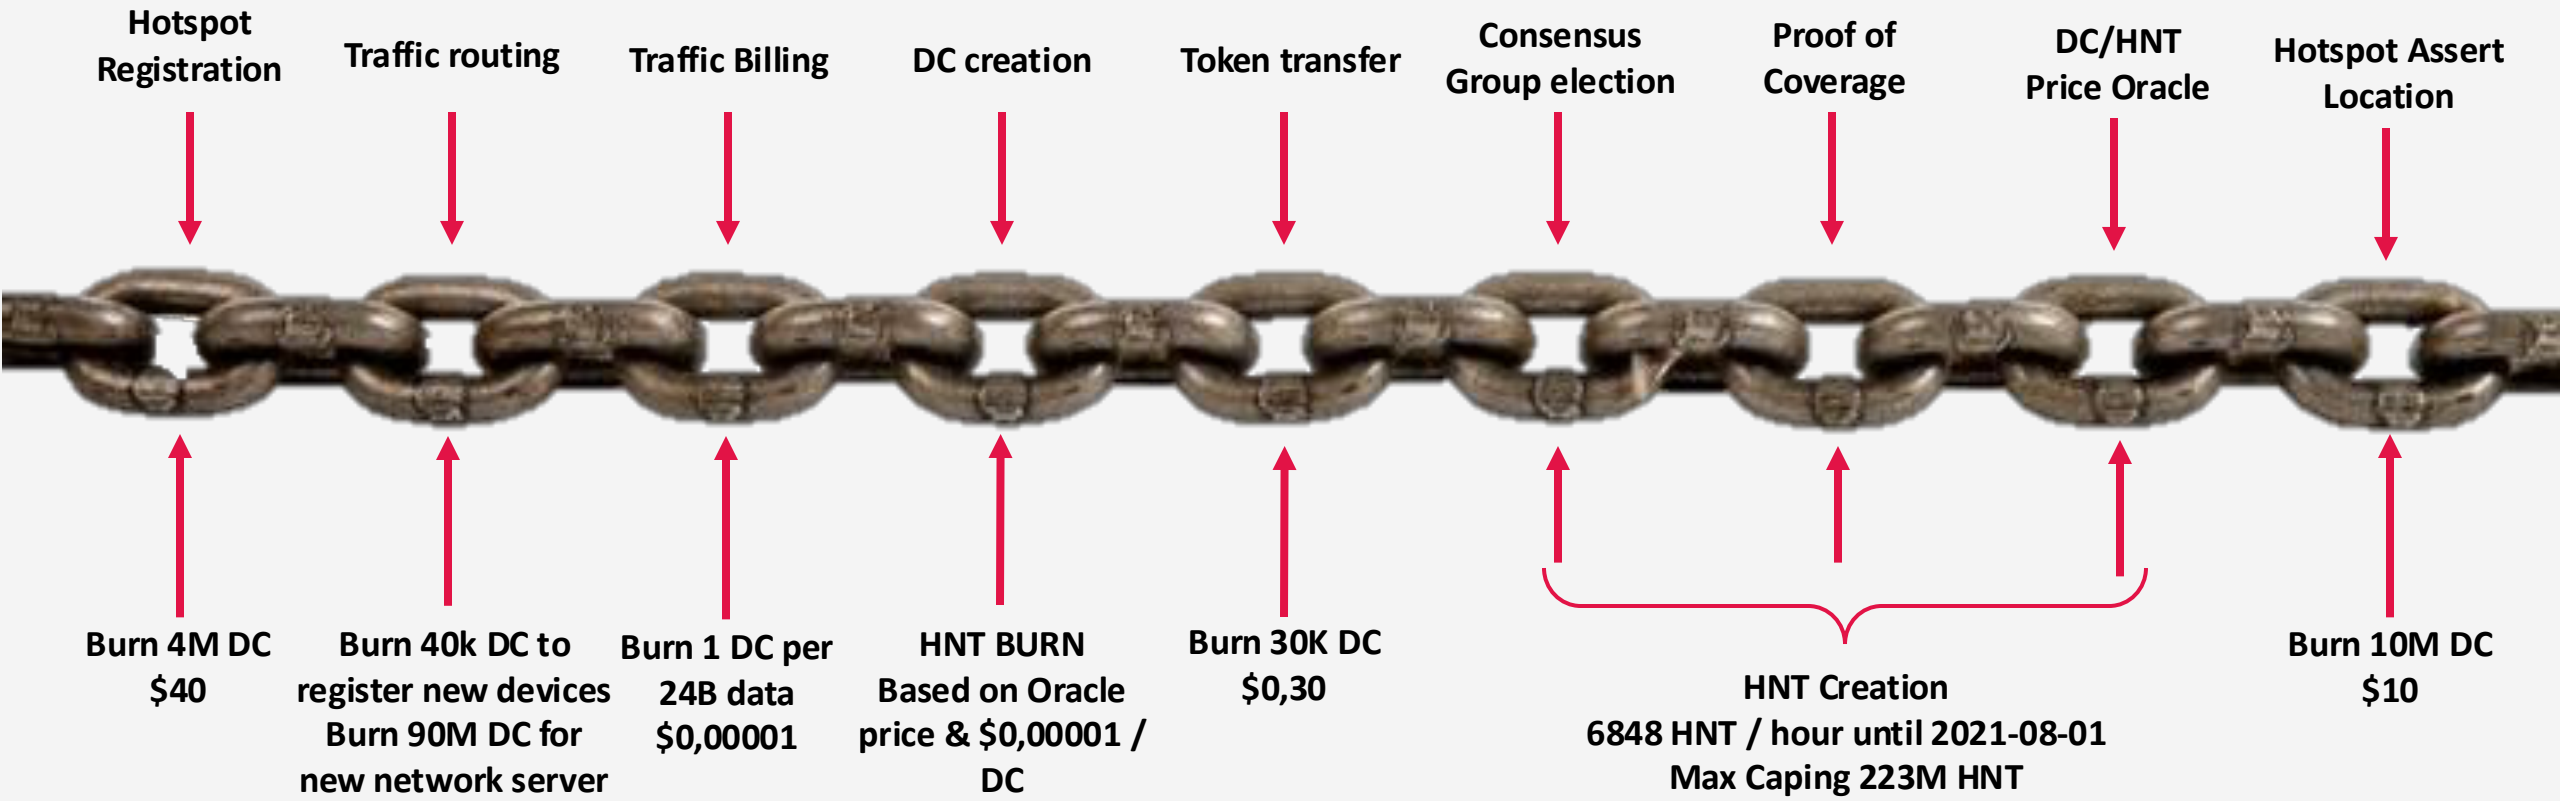 Hotspot
Registration
Traffic routing
Traffic Billing
DC creation
Token transfer
Consensus
Group election
Proof of
Coverage
DC/HNT
Price Oracle
Hotspot Assert
Location
Burn 4M DC
$40
Burn 40k DC to
register new devices
Burn 90M DC for
new network server
Burn 1 DC per
24B data
$0,00001
HNT BURN
Based on Oracle
price & $0,00001 /
DC
Burn 30K DC
$0,30
HNT Creation
6848 HNT / hour until 2021-08-01
Max Caping 223M HNT
Burn 10M DC
$10